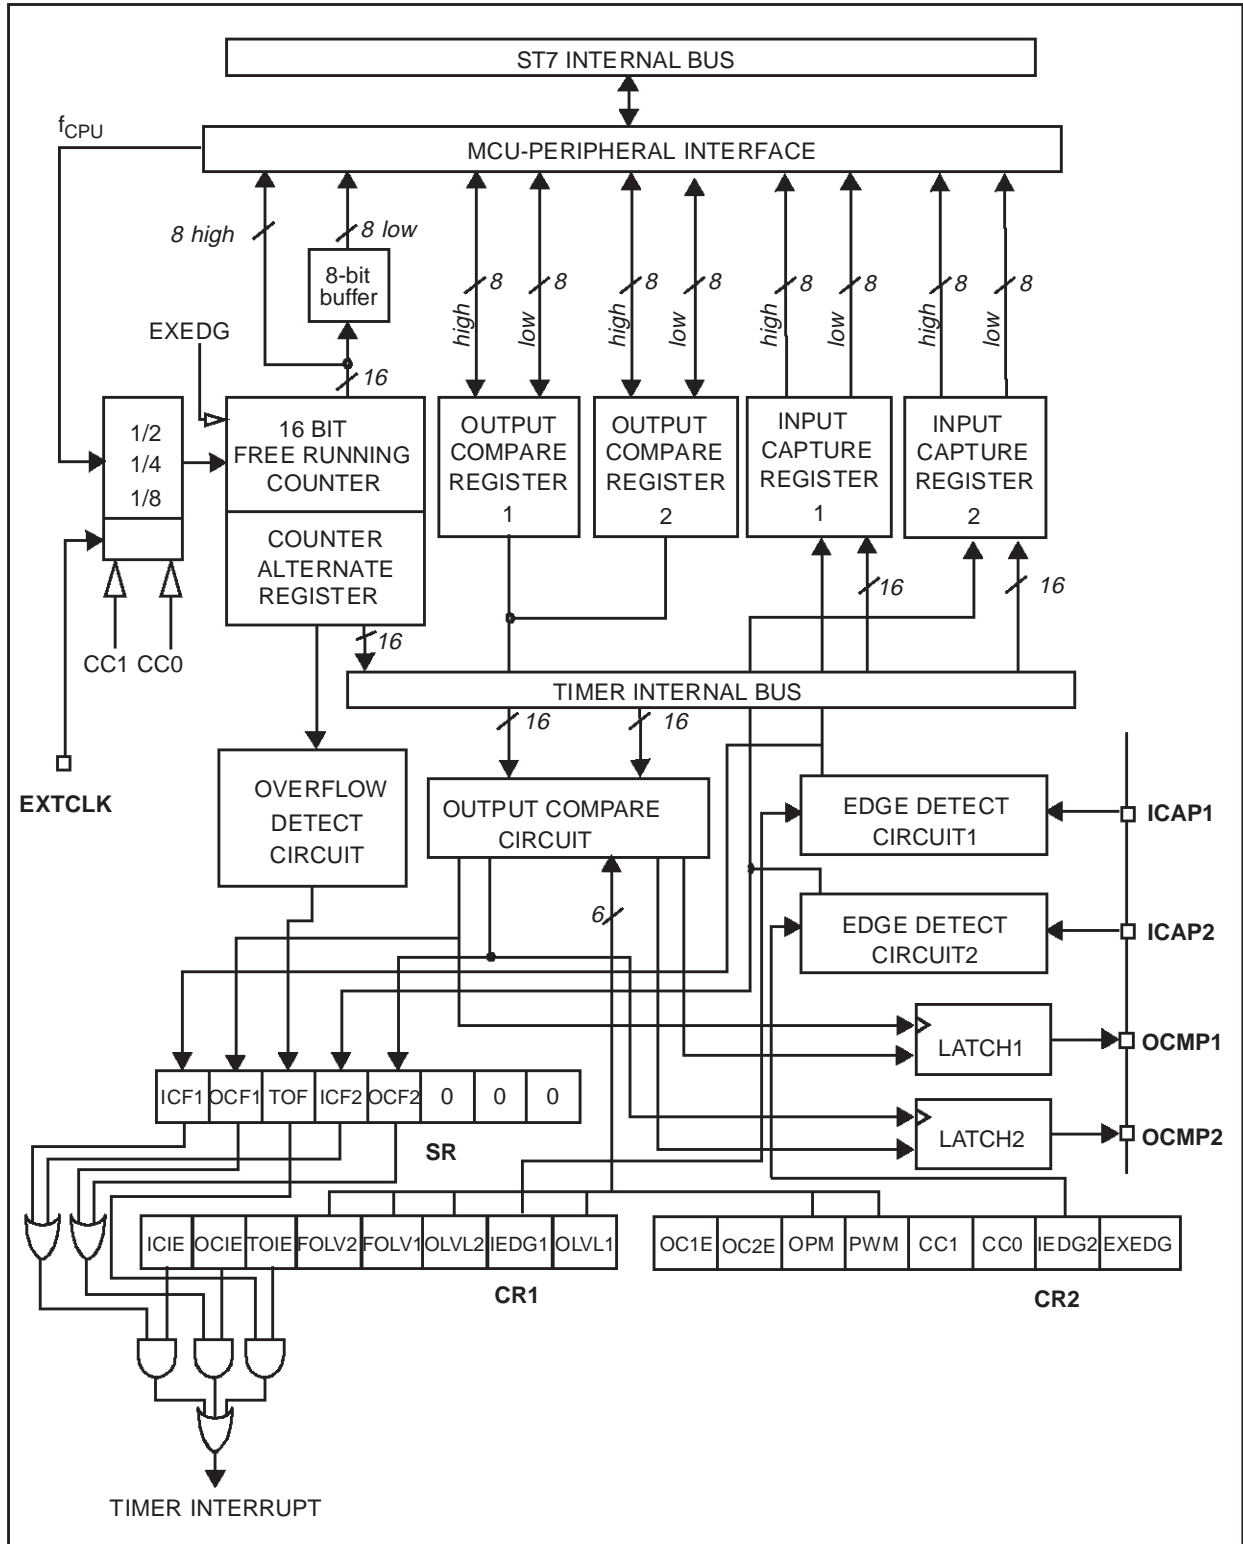 ST7 INTERNAL BUS
fCPU
MCU-PERIPHERAL INTERFACE
8 high
8 low
8-bit
buffer
8
8
8
8
8
8
8
8
high
low
high
low
high
low
high
low
EXEDG
16
1/2
1/4
1/8
16 BIT
FREE RUNNING
COUNTER
OUTPUT
COMPARE
REGISTER
1
OUTPUT
COMPARE
REGISTER
2
INPUT
CAPTURE
REGISTER
1
INPUT
CAPTURE
REGISTER
2
COUNTER
ALTERNATE
REGISTER
16
16
16
CC1 CC0
TIMER INTERNAL BUS
16
16
EXTCLK
OVERFLOW
DETECT
CIRCUIT
OUTPUT COMPARE
CIRCUIT
EDGE DETECT
CIRCUIT1
ICAP1
6
EDGE DETECT
CIRCUIT2
ICAP2
LATCH1
OCMP1
ICF1 OCF1 TOF ICF2 OCF2 0 0 0
SR
LATCH2
OCMP2
ICIE OCIE TOIE FOLV2 FOLV1 OLVL2 IEDG1 OLVL1
CR1
OC1E OC2E OPM PWM CC1 CC0 IEDG2 EXEDG
CR2
TIMER INTERRUPT